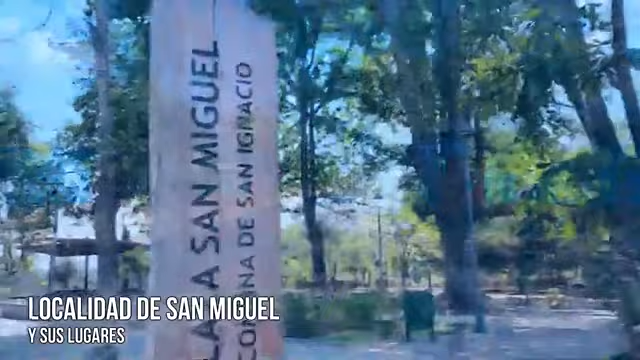 SAN MIGUEL
COMUNA DE SAN IGNACIO
LOCALIDAD DE SAN MIGUEL
Y SUS LUGARES